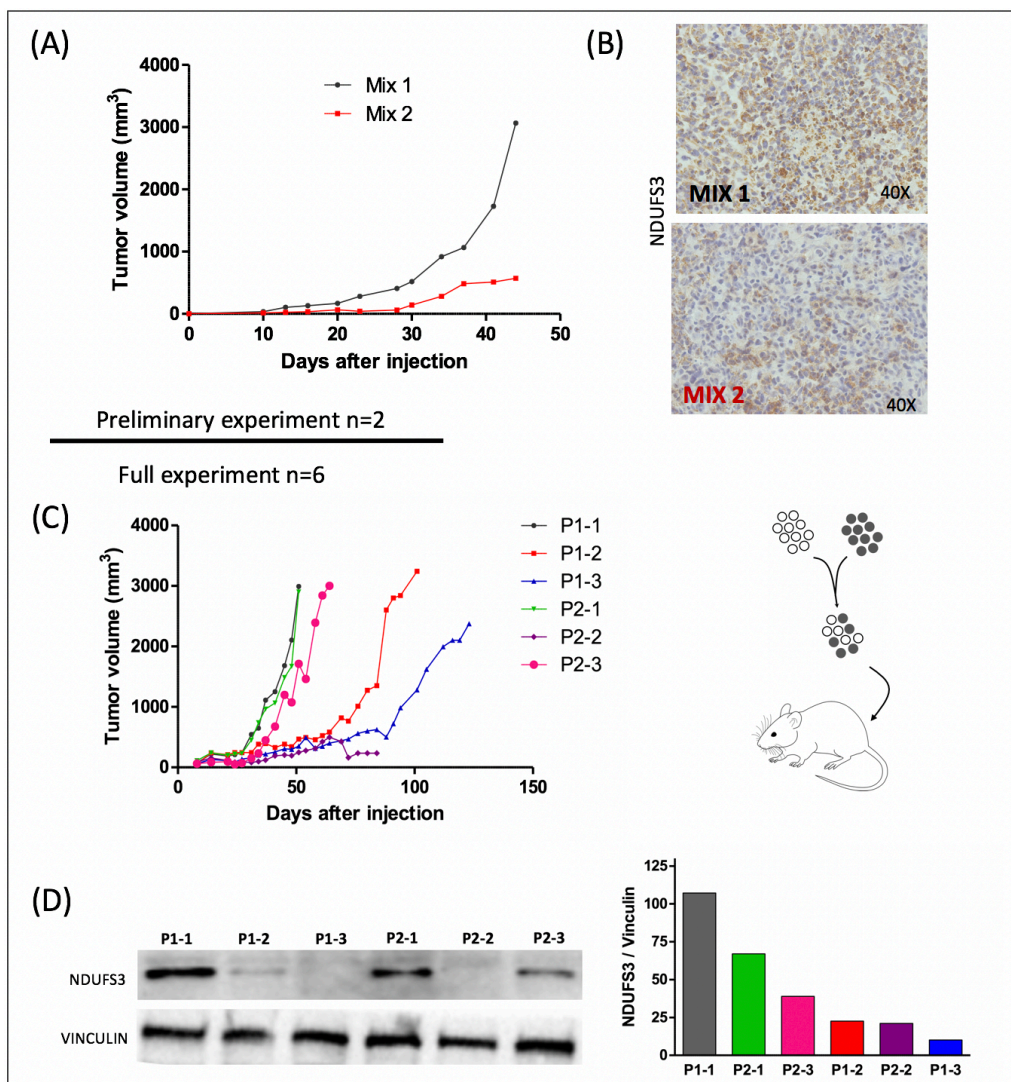 (A)
4000
3000
2000
1000
0
0 10 20 30 40 50
Tumor volume (mm³)
Days after injection
Mix 1
Mix 2
(B)
NDUFS3
MIX 1
40X
MIX 2
40X
Preliminary experiment n=2
Full experiment n=6
(C)
4000
3000
2000
1000
0
0 50 100 150
Tumor volume (mm³)
Days after injection
P1-1
P1-2
P1-3
P2-1
P2-2
P2-3
(D)
P1-1 P1-2 P1-3 P2-1 P2-2 P2-3
NDUFS3
VINCULIN
125
100
75
50
25
0
NDUFS3 / Vinculin
P1-1 P2-1 P2-3 P1-2 P2-2 P1-3